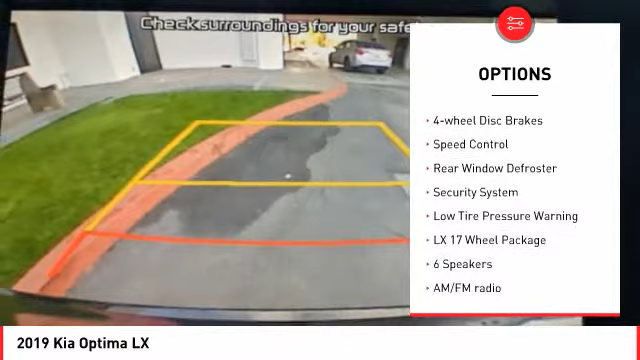 Check surroundings for your safe
OPTIONS
4-wheel Disc Brakes
Speed Control
Rear Window Defroster
Security System
Low Tire Pressure Warning
LX 17 Wheel Package
6 Speakers
AM/FM radio
2019 Kia Optima LX